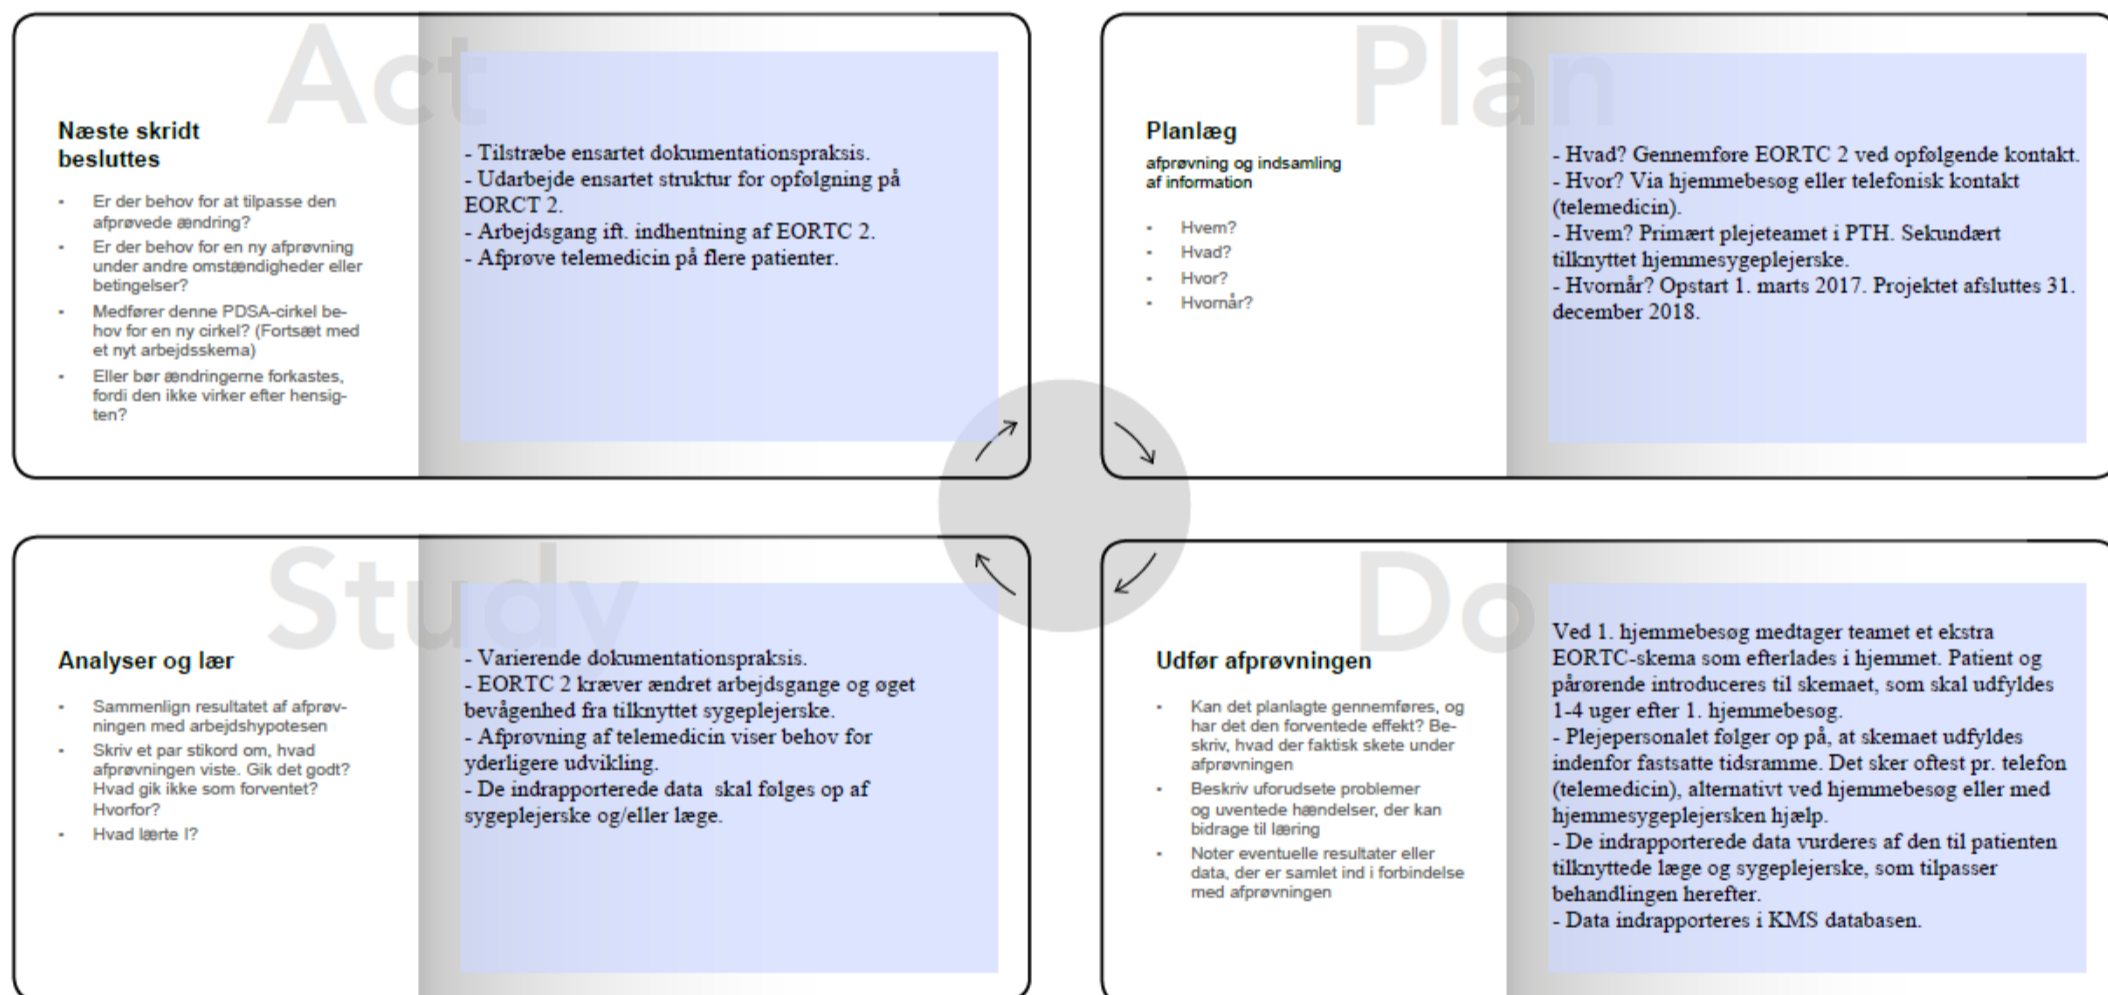 Act
Næste skridt
besluttes
- Er der behov for at tilpasse den
afprøvede ændring?
- Er der behov for en ny afprøvning
under andre omstændigheder eller
betingelser?
- Medfører denne PDSA-cirkel be-
hov for en ny cirkel? (Fortsæt med
et nyt arbejdsskema)
- Eller bør ændringerne forkastes,
fordi den ikke virker efter hensig-
ten?
- Tilstræbe ensartet dokumentationspraksis.
- Udarbejde ensartet struktur for opfølgning på
EORCT 2.
- Arbejdsgang ift. indhentning af EORTC 2.
- Afprøve telemedicin på flere patienter.
Plan
Planlæg
afprøvning og indsamling
af information
- Hvem?
- Hvad?
- Hvor?
- Hvornår?
- Hvad? Gennemføre EORTC 2 ved opfølgende kontakt.
- Hvor? Via hjemmebesøg eller telefonisk kontakt
(telemedicin).
- Hvem? Primært plejeteamet i PTH. Sekundært
tilknyttet hjemmesygeplejerske.
- Hvornår? Opstart 1. marts 2017. Projektet afsluttes 31.
december 2018.
Study
Analyser og lær
- Sammenlign resultatet af afprøv-
ningen med arbejdshypotesen
- Skriv et par stikord om, hvad
afprøvningen viste. Gik det godt?
Hvad gik ikke som forventet?
Hvorfor?
- Hvad lærte I?
- Varierende dokumentationspraksis.
- EORTC 2 kræver ændret arbejdsgange og øget
bevågenhed fra tilknyttet sygeplejerske.
- Afprøvning af telemedicin viser behov for
yderligere udvikling.
- De indrapporterede data skal følges op af
sygeplejerske og/eller læge.
Do
Udfør afprøvningen
- Kan det planlagte gennemføres, og
har det den forventede effekt? Be-
skriv, hvad der faktisk skete under
afprøvningen
- Beskriv uforudsete problemer
og uventede hændelser, der kan
bidrage til læring
- Noter eventuelle resultater eller
data, der er samlet ind i forbindelse
med afprøvningen
Ved 1. hjemmebesøg medtager teamet et ekstra
EORTC-skema som efterlades i hjemmet. Patient og
pårørende introduceres til skemaet, som skal udfyldes
1-4 uger efter 1. hjemmebesøg.
- Plejepersonalet følger op på, at skemaet udfyldes
indenfor fastsatte tidsramme. Det sker oftest pr. telefon
(telemedicin), alternativt ved hjemmebesøg eller med
hjemmesygeplejersken hjælp.
- De indrapporterede data vurderes af den til patienten
tilknyttede læge og sygeplejerske, som tilpasser
behandlingen herefter.
- Data indrapporteres i KMS databasen.